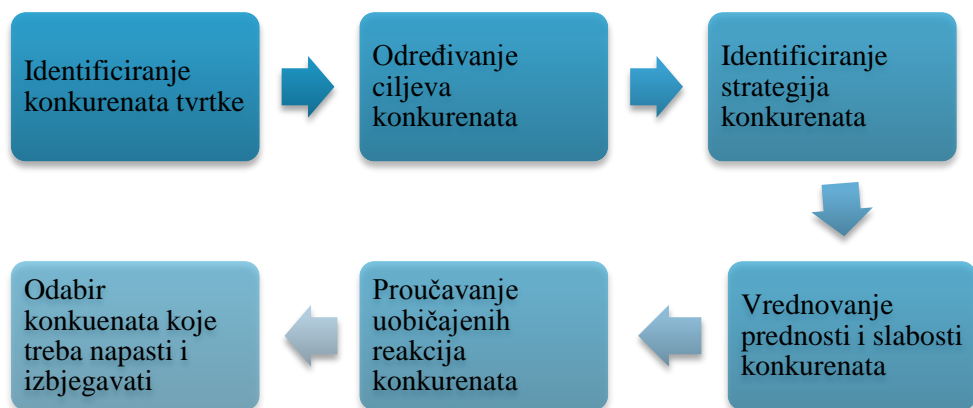 Identificiranje
konkurenata tvrtke
Određivanje
ciljeva
konkurenata
Identificiranje
strategija
konkurenata
Vrednovanje
prednosti i slabosti
konkurenata
Proučavanje
uobičajenih
reakcija
konkurenata
Odabir
konkuenata koje
treba napasti i
izbjegavati